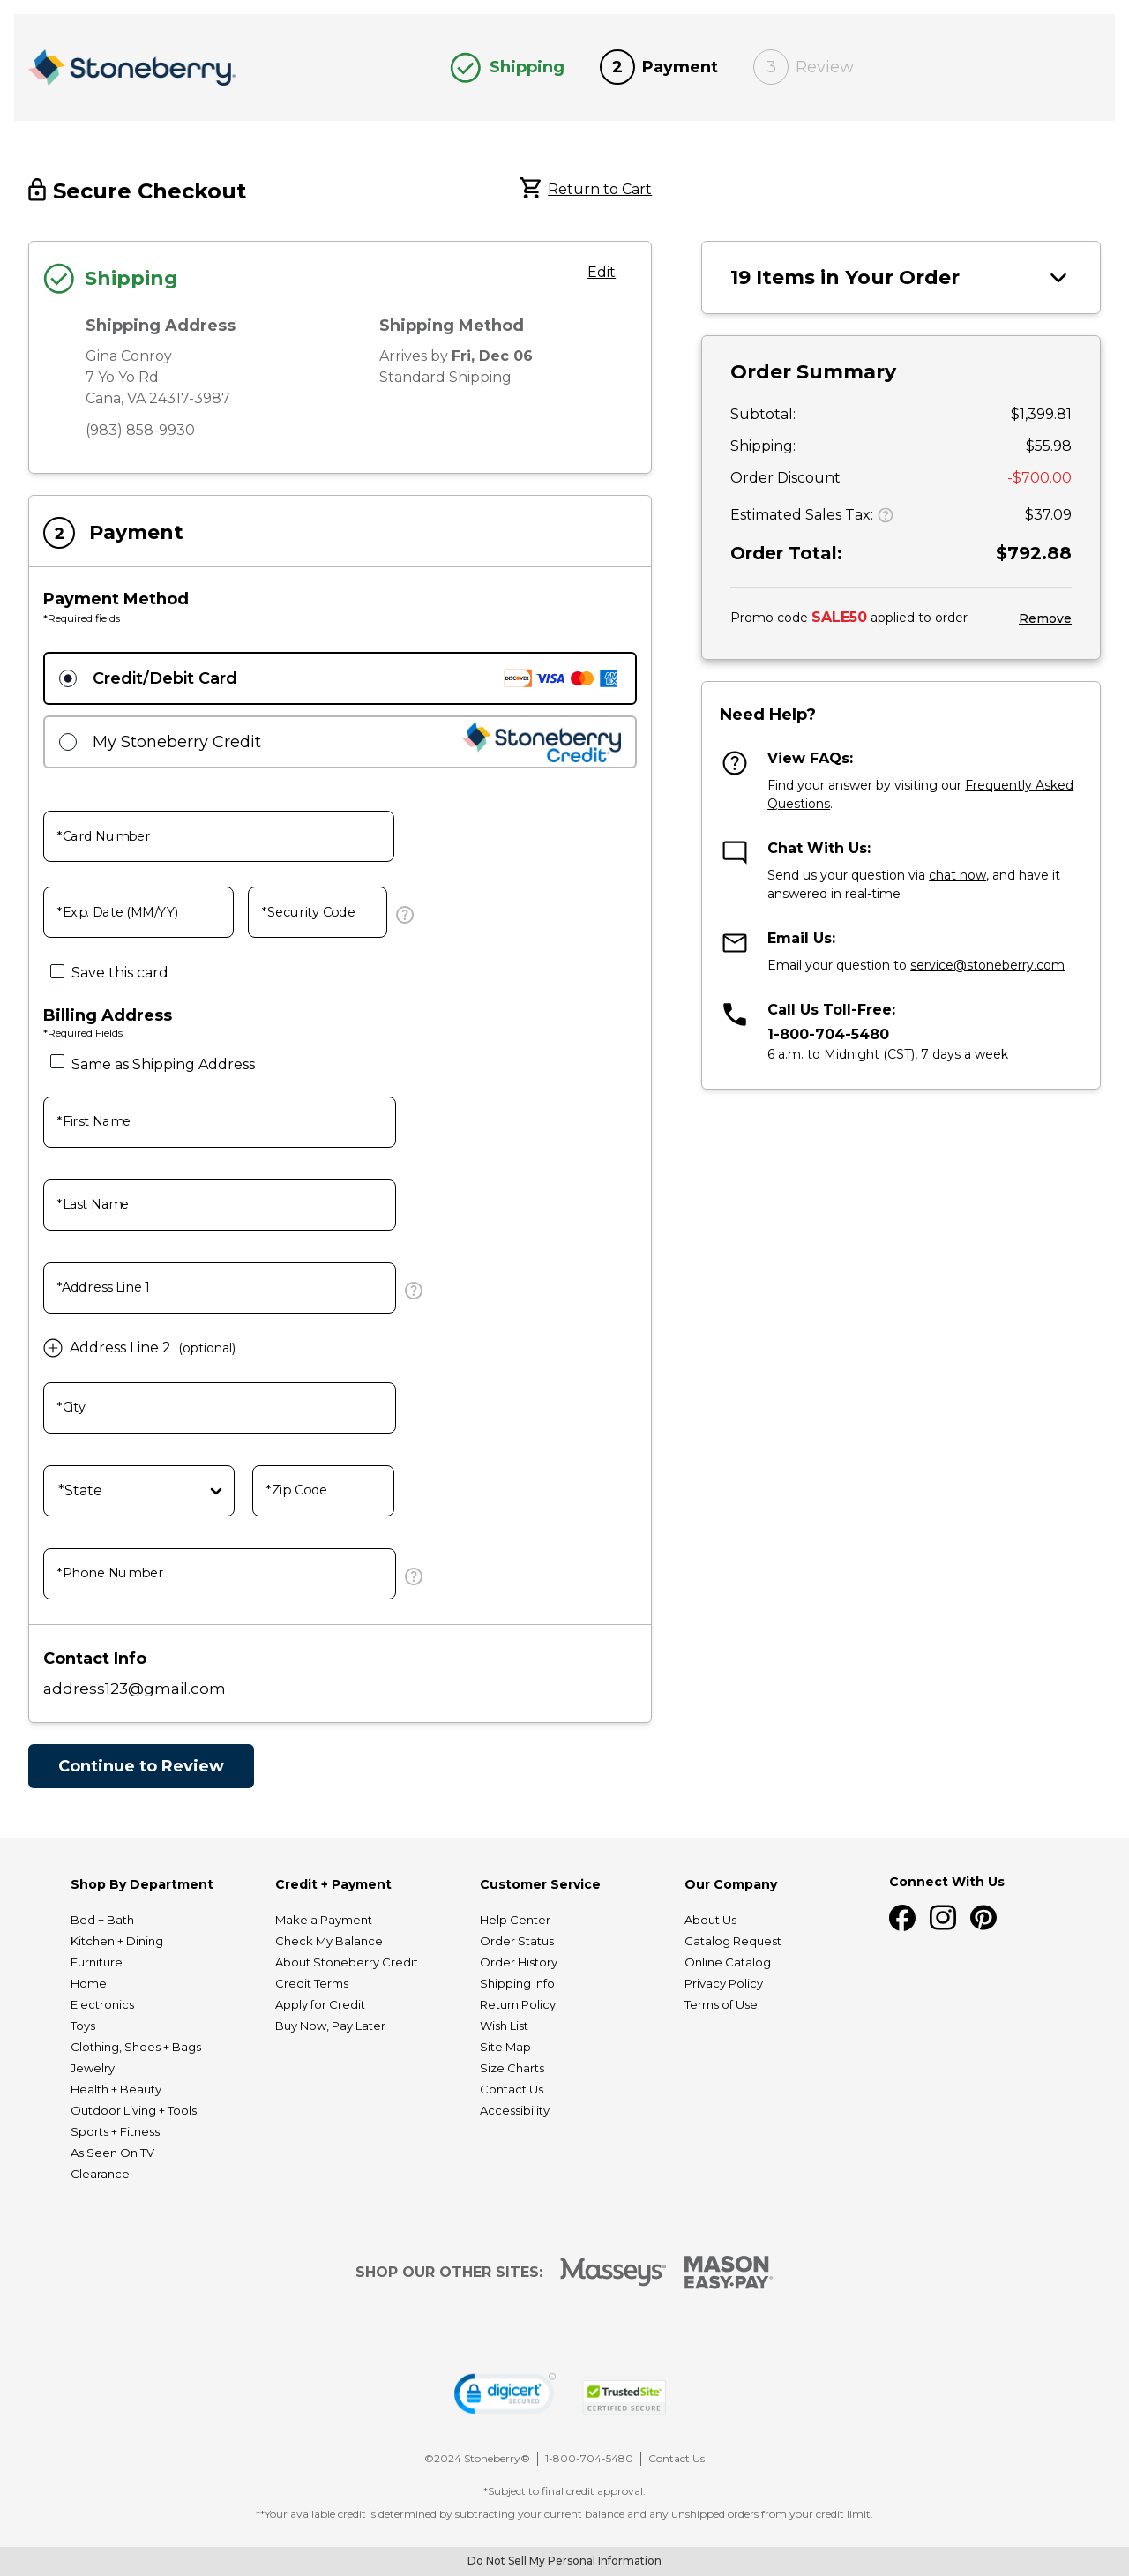 Stoneberry
Shipping
2 Payment
3 Review
Secure Checkout
Return to Cart
Shipping
Edit
Shipping Address
Gina Conroy
7 Yo Yo Rd
Cana, VA 24317-3987
(983) 858-9930
Shipping Method
Arrives by Fri, Dec 06
Standard Shipping
2 Payment
Payment Method
*Required fields
Credit/Debit Card
DISCOVER VISA AMEX
My Stoneberry Credit
Stoneberry
Credit
*Card Number
*Exp. Date (MM/YY)
*Security Code
?
Save this card
Billing Address
*Required Fields
Same as Shipping Address
*First Name
*Last Name
*Address Line 1
?
Address Line 2 (optional)
*City
*State
*Zip Code
*Phone Number
?
Contact Info
address123@gmail.com
Continue to Review
19 Items in Your Order
Order Summary
Subtotal: $1,399.81
Shipping: $55.98
Order Discount -$700.00
Estimated Sales Tax: ? $37.09
Order Total: $792.88
Promo code SALE50 applied to order Remove
Need Help?
?
View FAQs:
Find your answer by visiting our Frequently Asked
Questions.
Chat With Us:
Send us your question via chat now, and have it
answered in real-time
Email Us:
Email your question to service@stoneberry.com
Call Us Toll-Free:
1-800-704-5480
6 a.m. to Midnight (CST), 7 days a week
Shop By Department
Bed + Bath
Kitchen + Dining
Furniture
Home
Electronics
Toys
Clothing, Shoes + Bags
Jewelry
Health + Beauty
Outdoor Living + Tools
Sports + Fitness
As Seen On TV
Clearance
Credit + Payment
Make a Payment
Check My Balance
About Stoneberry Credit
Credit Terms
Apply for Credit
Buy Now, Pay Later
Customer Service
Help Center
Order Status
Order History
Shipping Info
Return Policy
Wish List
Site Map
Size Charts
Contact Us
Accessibility
Our Company
About Us
Catalog Request
Online Catalog
Privacy Policy
Terms of Use
Connect With Us
SHOP OUR OTHER SITES:
Masseys
MASON
EASY•PAY
digicert
SECURED
TrustedSite
CERTIFIED SECURE
©2024 Stoneberry® | 1-800-704-5480 | Contact Us
*Subject to final credit approval.
**Your available credit is determined by subtracting your current balance and any unshipped orders from your credit limit.
Do Not Sell My Personal Information